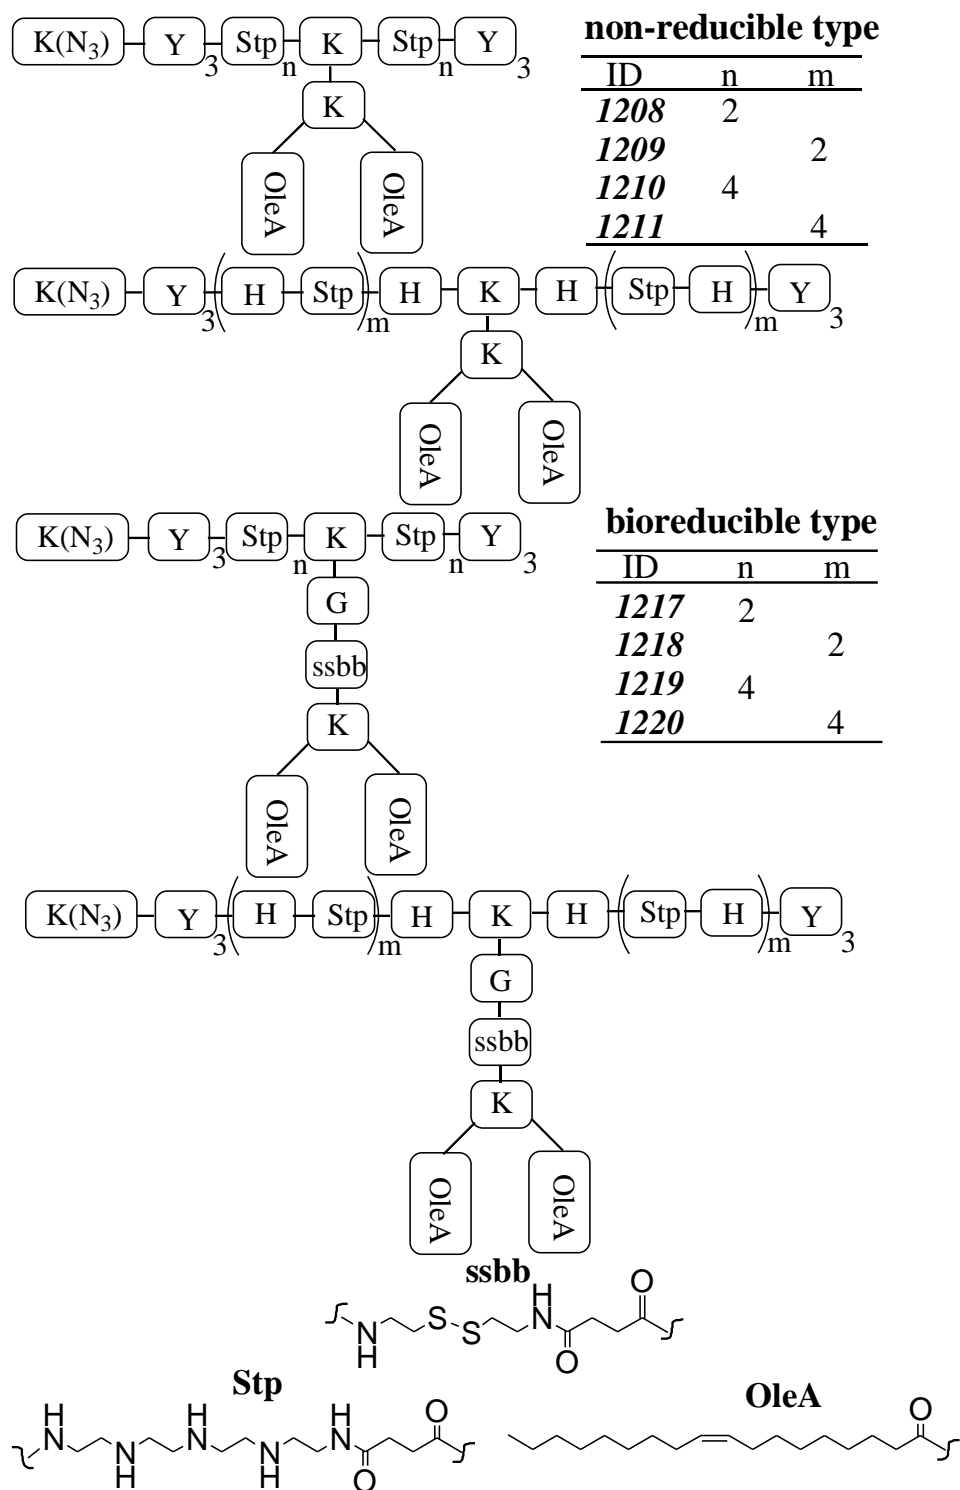 K(N3) Y 3 Stp n K Stp n Y 3
K
OleA OleA
non-reducible type
ID n m
1208 2
1209 2
1210 4
1211 4
K(N3) Y 3 ( H Stp ) m H K H ( Stp H ) m Y 3
K
OleA OleA
K(N3) Y 3 Stp n K Stp n Y 3
G
ssbb
K
OleA OleA
bioreducible type
ID n m
1217 2
1218 2
1219 4
1220 4
K(N3) Y 3 ( H Stp ) m H K H ( Stp H ) m Y 3
G
ssbb
K
OleA OleA
ssbb
N H S S H N O O
Stp
H N N H H N N H H N O O
OleA
O